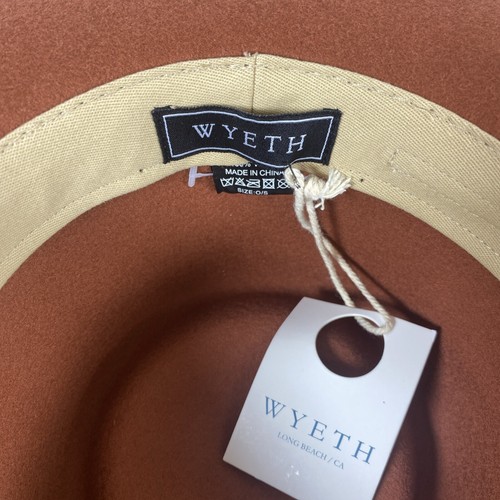 WYETH
MADE IN CHINA
SIZE: O/S
WYETH
LONG BEACH / CA